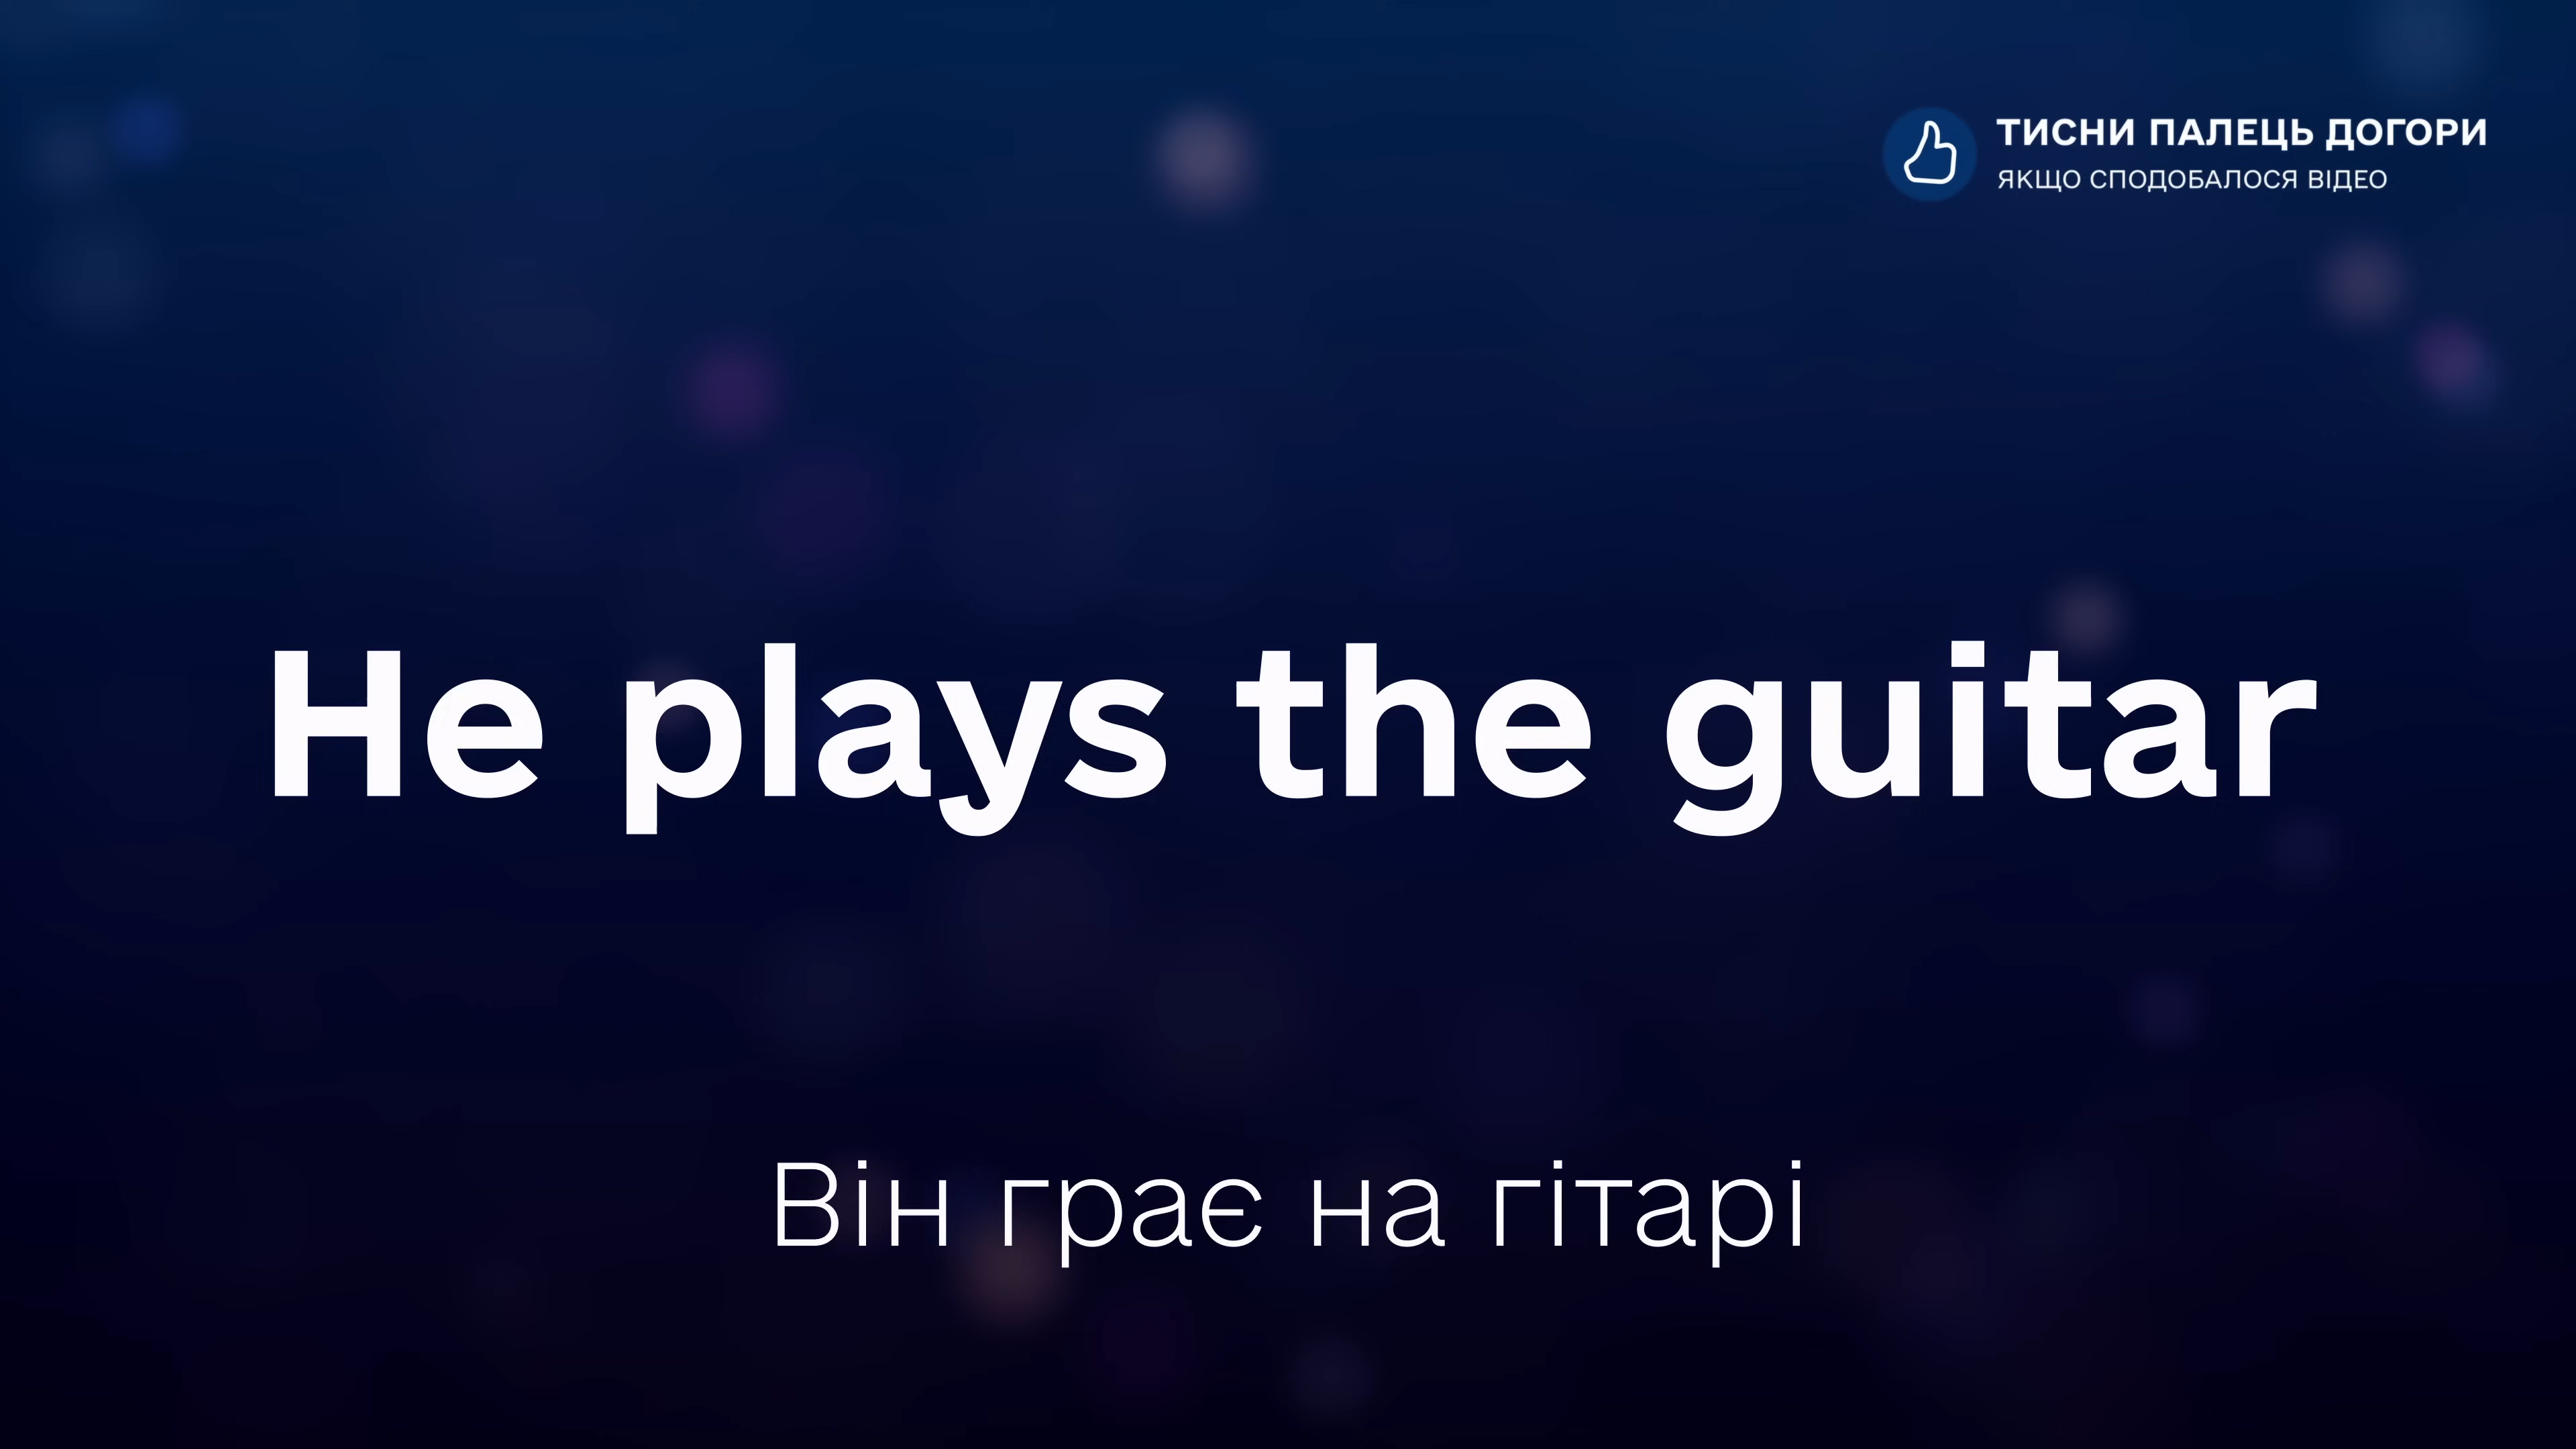 ТИСНИ ПАЛЕЦЬ ДОГОРИ
ЯКЩО СПОДОБАЛОСЯ ВІДЕО
He plays the guitar
Він грає на гітарі